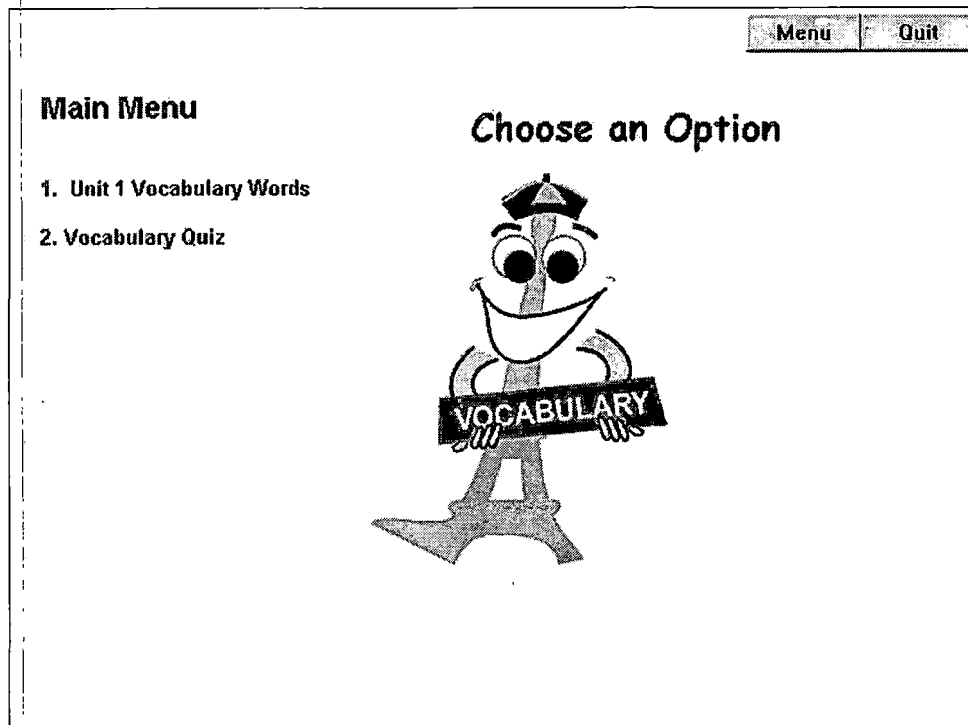 Menu Quit
Main Menu
Choose an Option
1. Unit 1 Vocabulary Words
2. Vocabulary Quiz
VOCABULARY